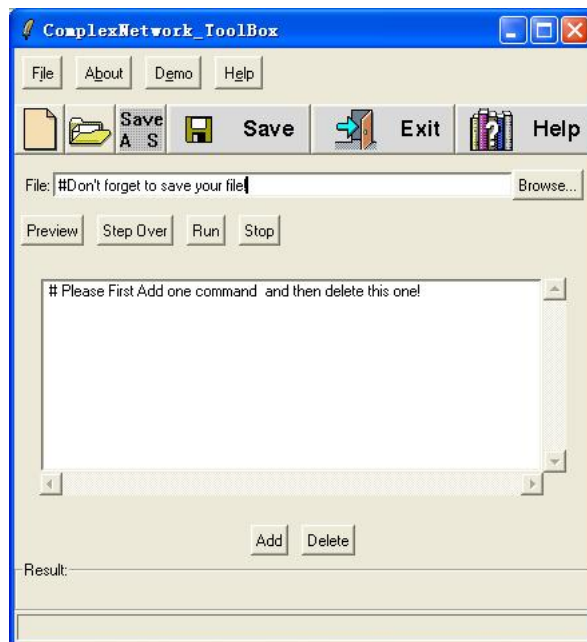 ComplexNetwork_ToolBox
File About Demo Help
Save
A S Save Exit Help
File: #Don't forget to save your file! Browse...
Preview Step Over Run Stop
# Please First Add one command and then delete this one!
Add Delete
Result: